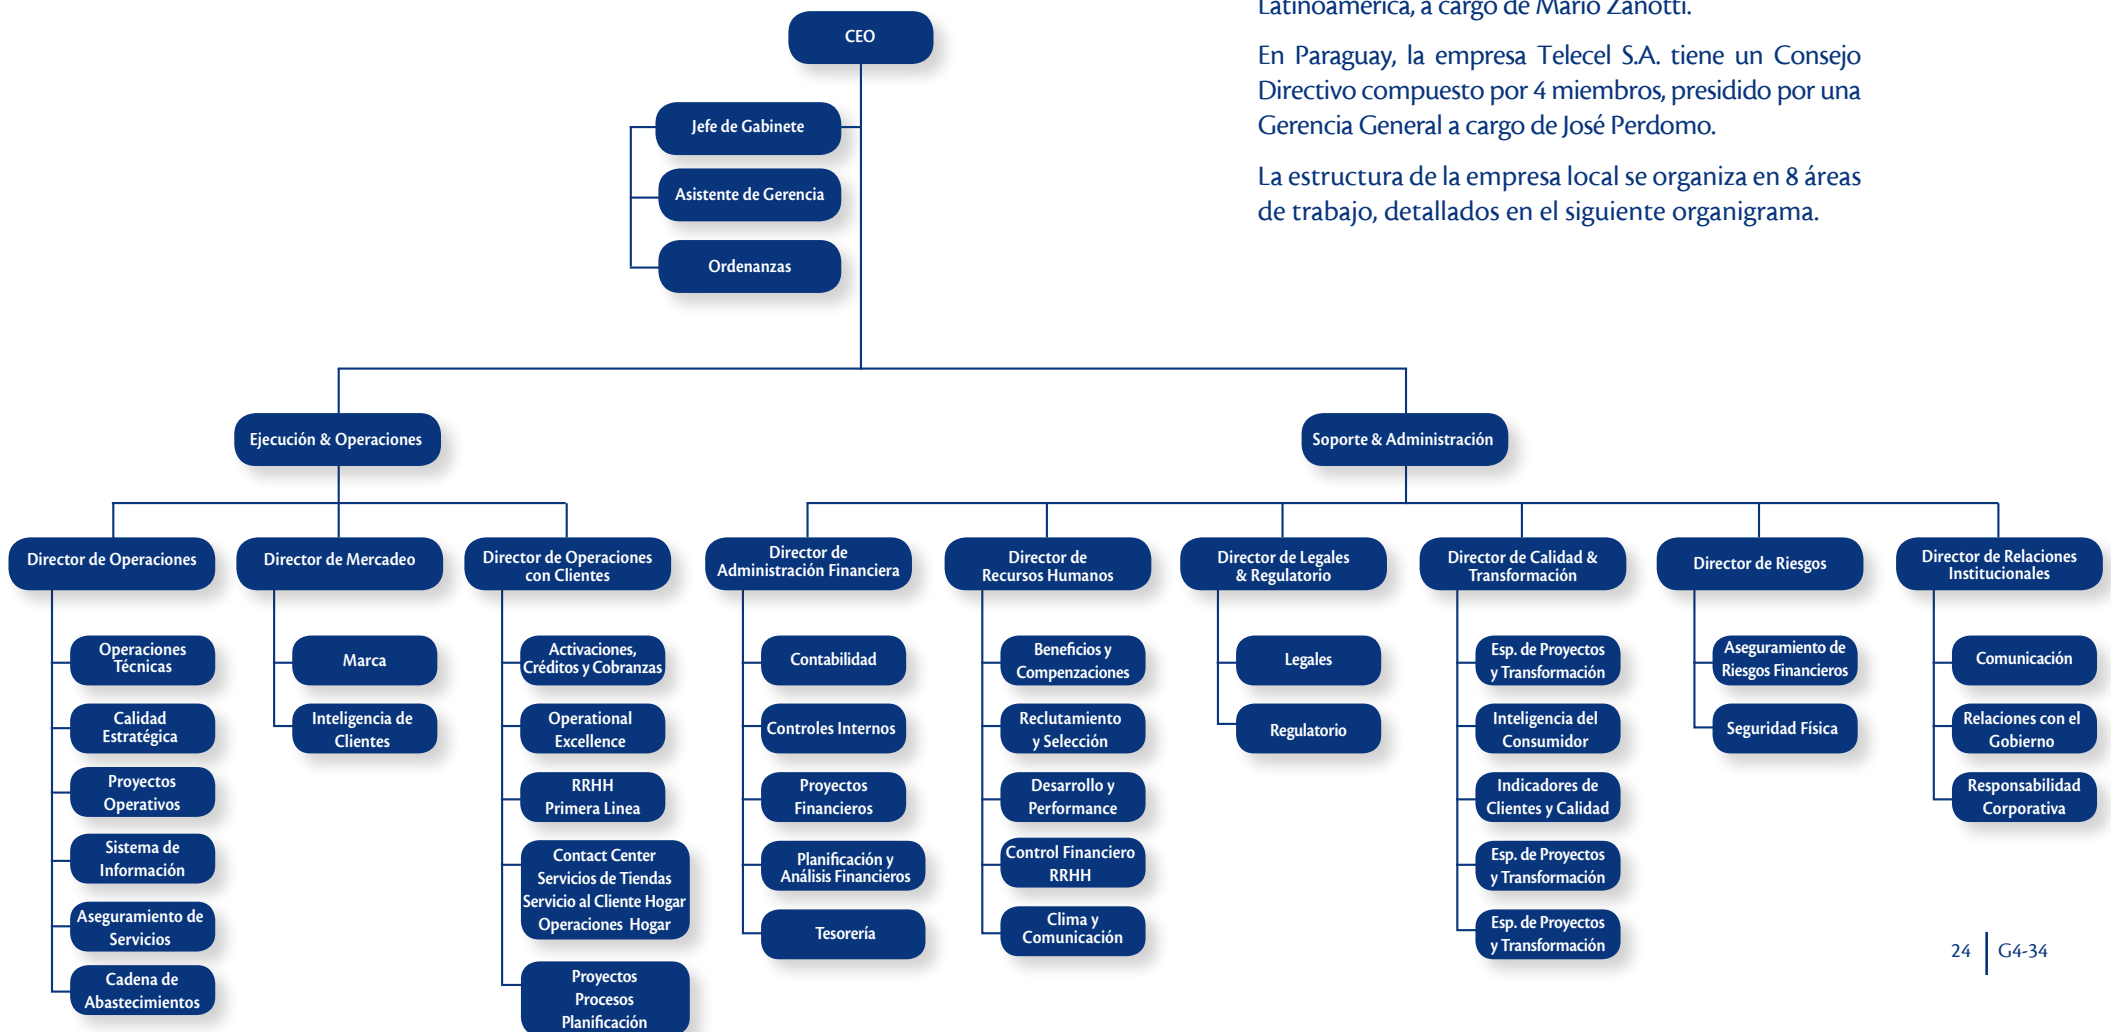 Latinoamérica, a cargo de Mario Zanotti.
En Paraguay, la empresa Telecel S.A. tiene un Consejo
Directivo compuesto por 4 miembros, presidido por una
Gerencia General a cargo de José Perdomo.
La estructura de la empresa local se organiza en 8 áreas
de trabajo, detallados en el siguiente organigrama.
CEO
Jefe de Gabinete
Asistente de Gerencia
Ordenanzas
Ejecución & Operaciones
Soporte & Administración
Director de Operaciones
Operaciones
Técnicas
Calidad
Estratégica
Proyectos
Operativos
Sistema de
Información
Aseguramiento de
Servicios
Cadena de
Abastecimientos
Director de Mercadeo
Marca
Inteligencia de
Clientes
Director de Operaciones
con Clientes
Activaciones,
Créditos y Cobranzas
Operational
Excellence
RRHH
Primera Linea
Contact Center
Servicios de Tiendas
Servicio al Cliente Hogar
Operaciones Hogar
Proyectos
Procesos
Planificación
Director de
Administración Financiera
Contabilidad
Controles Internos
Proyectos
Financieros
Planificación y
Análisis Financieros
Tesorería
Director de
Recursos Humanos
Beneficios y
Compenzaciones
Reclutamiento
y Selección
Desarrollo y
Performance
Control Financiero
RRHH
Clima y
Comunicación
Director de Legales
& Regulatorio
Legales
Regulatorio
Director de Calidad &
Transformación
Esp. de Proyectos
y Transformación
Inteligencia del
Consumidor
Indicadores de
Clientes y Calidad
Esp. de Proyectos
y Transformación
Esp. de Proyectos
y Transformación
Director de Riesgos
Aseguramiento de
Riesgos Financieros
Seguridad Física
Director de Relaciones
Institucionales
Comunicación
Relaciones con el
Gobierno
Responsabilidad
Corporativa
24 G4-34